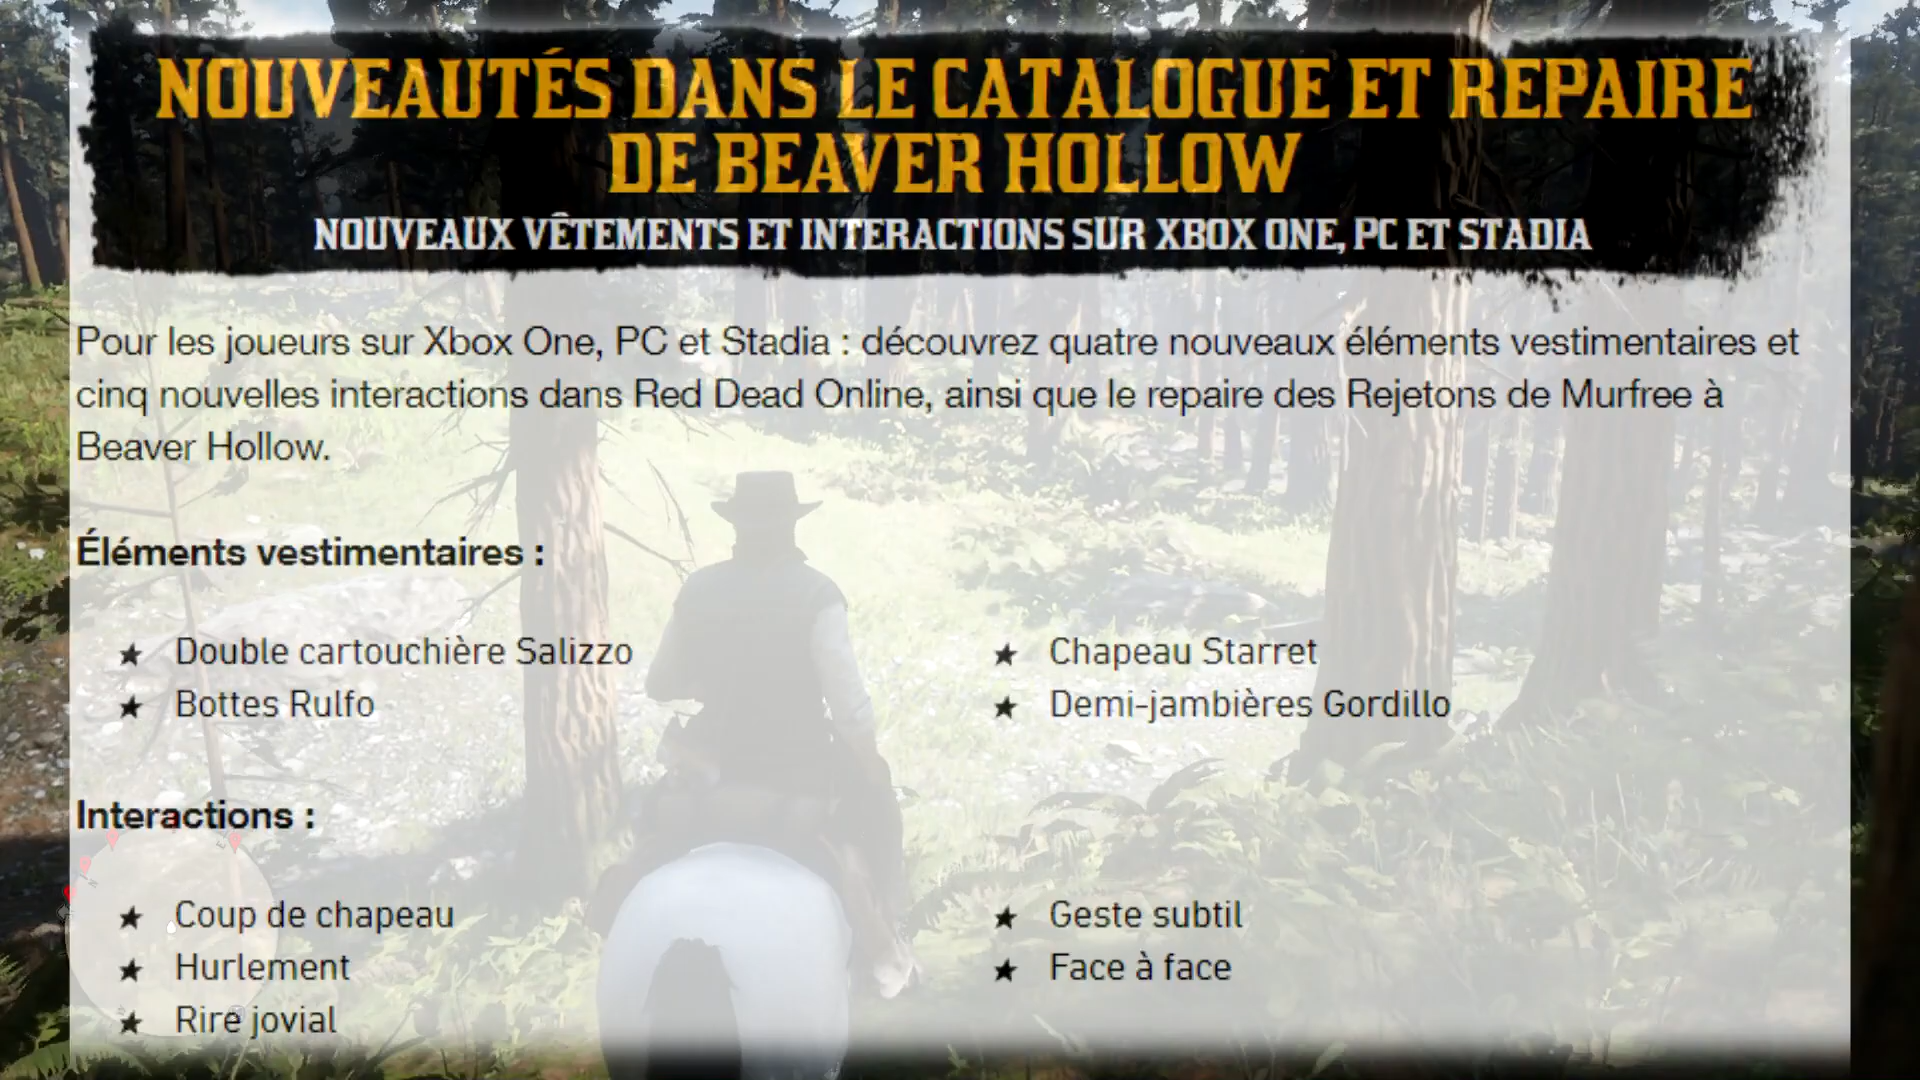 NOUVEAUTÉS DANS LE CATALOGUE ET REPAIRE
DE BEAVER HOLLOW
NOUVEAUX VÊTEMENTS ET INTERACTIONS SUR XBOX ONE, PC ET STADIA
Pour les joueurs sur Xbox One, PC et Stadia : découvrez quatre nouveaux éléments vestimentaires et
cinq nouvelles interactions dans Red Dead Online, ainsi que le repaire des Rejetons de Murfree à
Beaver Hollow.
Éléments vestimentaires :
★ Double cartouchière Salizzo
★ Bottes Rulfo
★ Chapeau Starret
★ Demi-jambières Gordillo
Interactions :
★ Coup de chapeau
★ Hurlement
★ Rire jovial
★ Geste subtil
★ Face à face